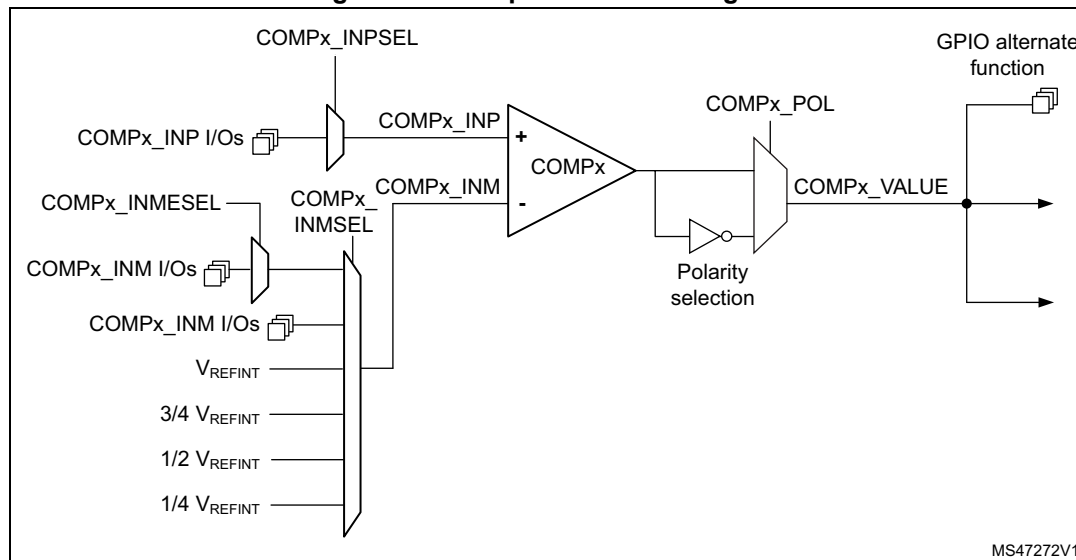 COMPx_INPSEL
GPIO alternate
function
COMPx_POL
COMPx_INP I/Os
COMPx_INP
+
COMPx
COMPx_INM
-
COMPx_VALUE
COMPx_INMESEL
COMPx_
INMSEL
COMPx_INM I/Os
Polarity
selection
COMPx_INM I/Os
VREFINT
3/4 VREFINT
1/2 VREFINT
1/4 VREFINT
MS47272V1